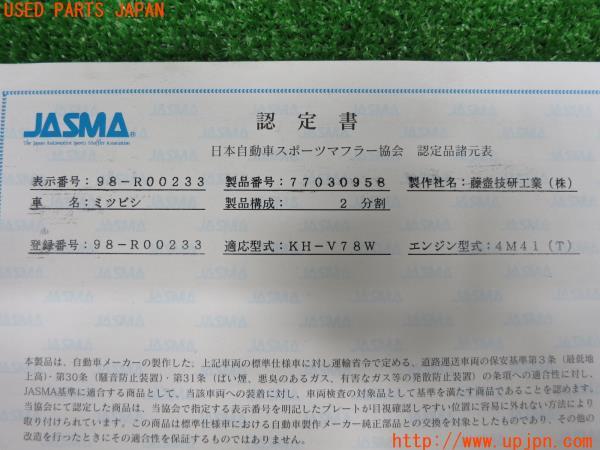 USED PARTS JAPAN
JASMA®
The Japan Automotive Sports Muffler Association
認 定 書
日本自動車スポーツマフラー協会 認定品諸元表
表示番号:98-R00233 製品番号:77030958 製作社名:藤壺技研工業(株)
車 名:ミツビシ 製品構成: 2 分割
登録番号:98-R00233 適応型式:KH-V78W エンジン型式:4M41(T)
本製品は、自動車メーカーの製作した、上記車両の標準仕様車に対し運輸省令で定める、道路運送車両の保安基準第3条(最低地
上高)・第30条(騒音防止装置)・第31条(ばい煙、悪臭のあるガス、有害なガス等の発散防止装置)の条項への適合性に対し、
JASMA基準に適合する商品として、当該車両への装着に対し、車両検査の対象品として基準を満たす商品であることを認めます。
当協会にて認定した商品は、当協会で指定する表示番号を明記したプレートが目視確認しやすい位置に容易に外れない方法により
取り付けられています。この商品は標準仕様車における自動車製作メーカー純正部品との交換を対象としたものであり、その他の
改造を行ったときにその適合性を保証するものではありません。
http://www.upjpn.com/